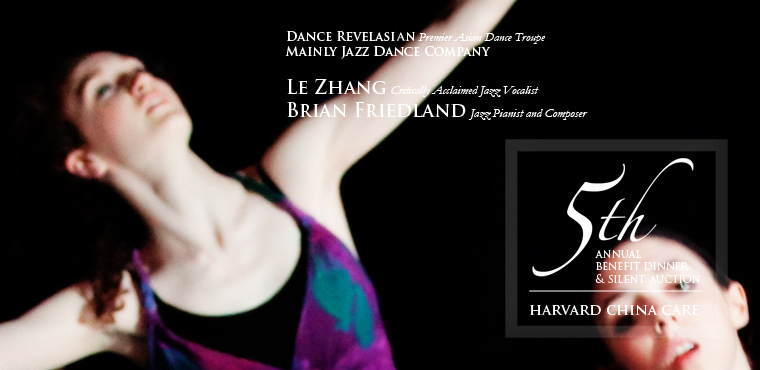 Dance Revelasian Premier Asian Dance Troupe
Mainly Jazz Dance Company
Le Zhang Critically Acclaimed Jazz Vocalist
Brian Friedland Jazz Pianist and Composer
5th
ANNUAL
BENEFIT DINNER
& SILENT AUCTION
HARVARD CHINA CARE